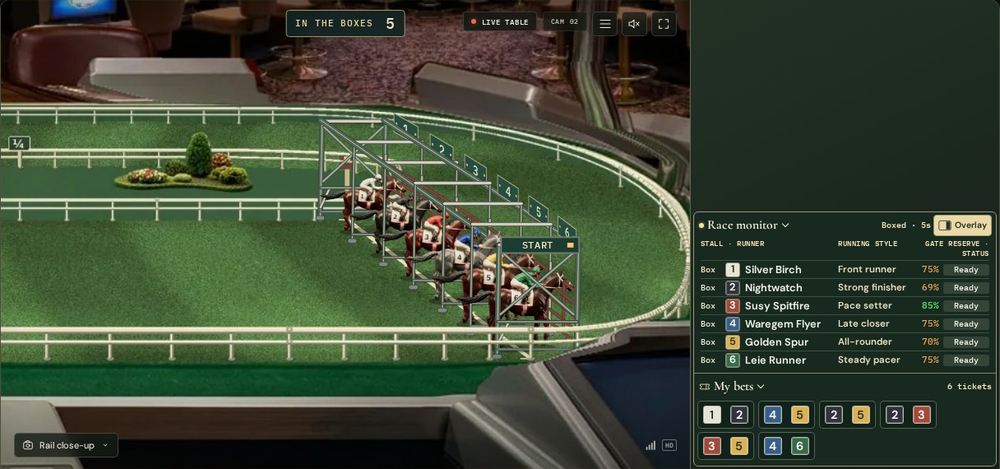 IN THE BOXES 5
LIVE TABLE
CAM 02
¼
1
2
3
4
5
6
START
1
2
3
4
5
Rail close-up
HD
Race monitor
Boxed · 5s
Overlay
STALL · RUNNER RUNNING STYLE GATE RESERVE · STATUS
Box 1 Silver Birch Front runner 75% Ready
Box 2 Nightwatch Strong finisher 69% Ready
Box 3 Susy Spitfire Pace setter 85% Ready
Box 4 Waregem Flyer Late closer 75% Ready
Box 5 Golden Spur All-rounder 70% Ready
Box 6 Leie Runner Steady pacer 75% Ready
My bets 6 tickets
1 2 4 5 2 5 2 3
3 5 4 6